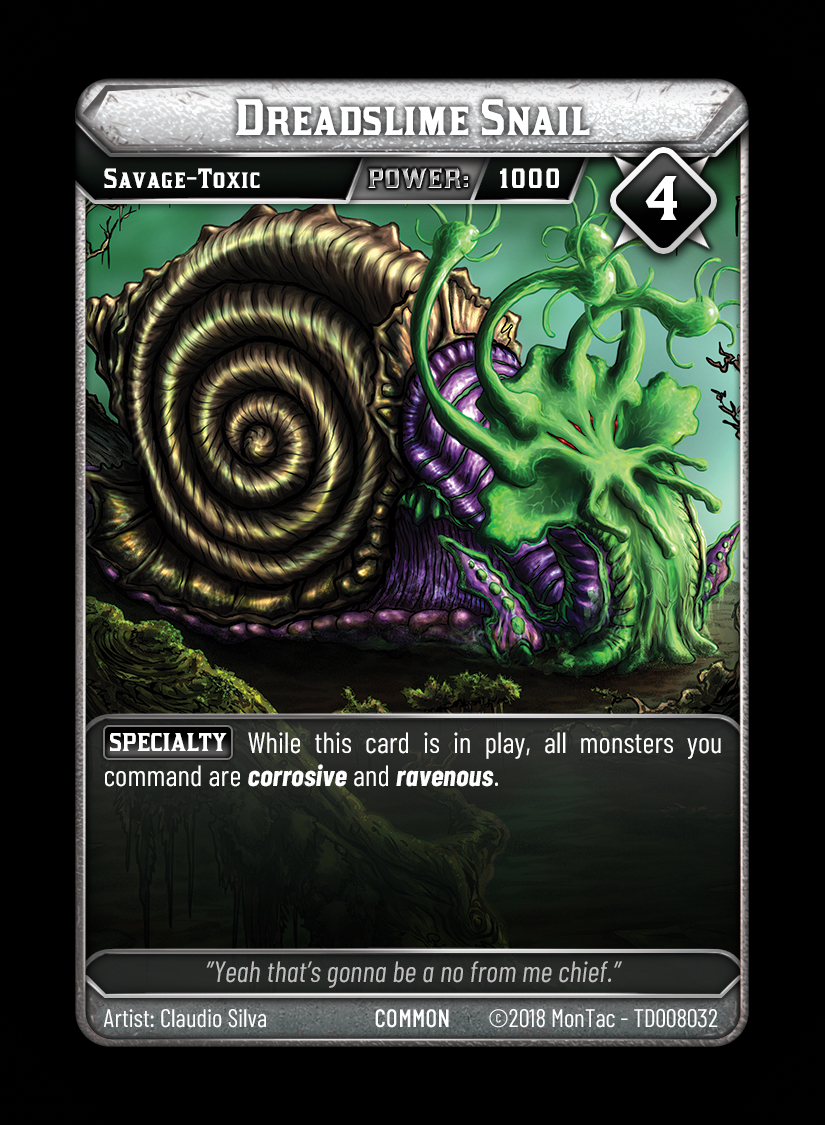 Dreadslime Snail
Savage-Toxic POWER: 1000 4
SPECIALTY While this card is in play, all monsters you
command are corrosive and ravenous.
"Yeah that's gonna be a no from me chief."
Artist: Claudio Silva COMMON ©2018 MonTac - TD008032